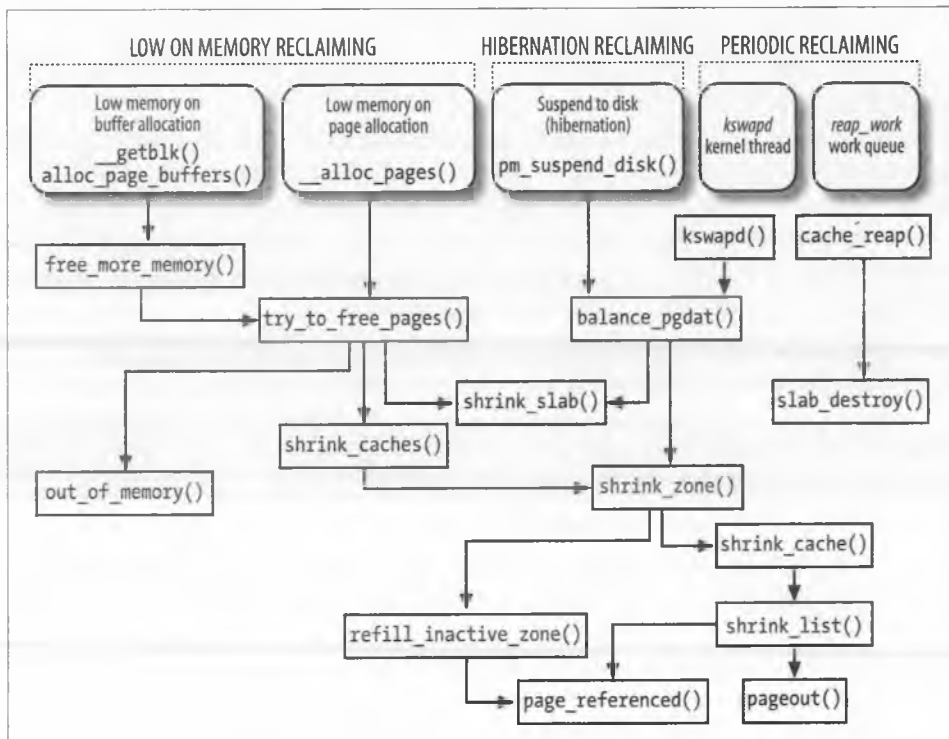 LOW ON MEMORY RECLAIMING
HIBERNATION RECLAIMING
PERIODIC RECLAIMING
Low memory on
buffer allocation
__getblk()
alloc_page_buffers()
Low memory on
page allocation
__alloc_pages()
Suspend to disk
(hibernation)
pm_suspend_disk()
kswapd
kernel thread
reap_work
work queue
kswapd()
cache_reap()
free_more_memory()
try_to_free_pages()
balance_pgdat()
shrink_slab()
slab_destroy()
shrink_caches()
out_of_memory()
shrink_zone()
shrink_cache()
refill_inactive_zone()
shrink_list()
page_referenced()
pageout()